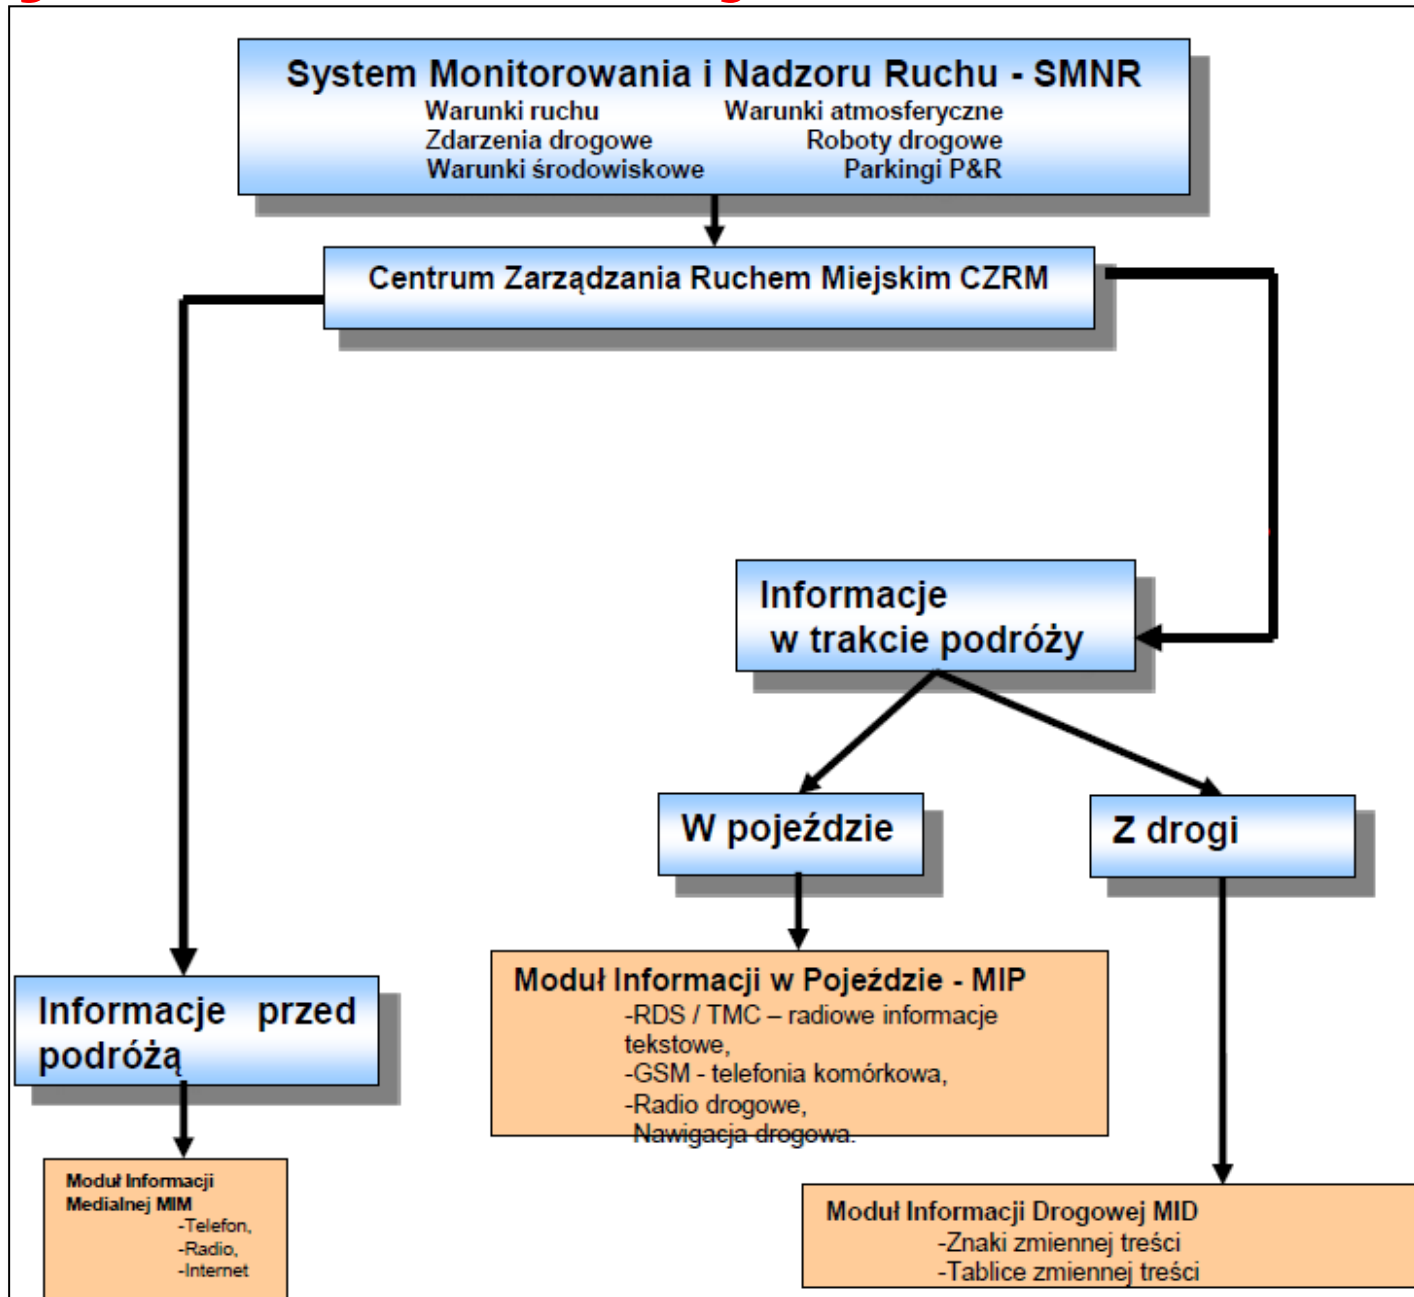 System Monitorowania i Nadzoru Ruchu - SMNR
Warunki ruchu Warunki atmosferyczne
Zdarzenia drogowe Roboty drogowe
Warunki środowiskowe Parkingi P&R
Centrum Zarządzania Ruchem Miejskim CZRM
Informacje
w trakcie podróży
W pojeździe
Z drogi
Informacje przed
podróżą
Moduł Informacji w Pojeździe - MIP
-RDS / TMC – radiowe informacje
tekstowe,
-GSM - telefonia komórkowa,
-Radio drogowe,
-Nawigacja drogowa.
Moduł Informacji
Medialnej MIM
-Telefon,
-Radio,
-Internet
Moduł Informacji Drogowej MID
-Znaki zmiennej treści
-Tablice zmiennej treści